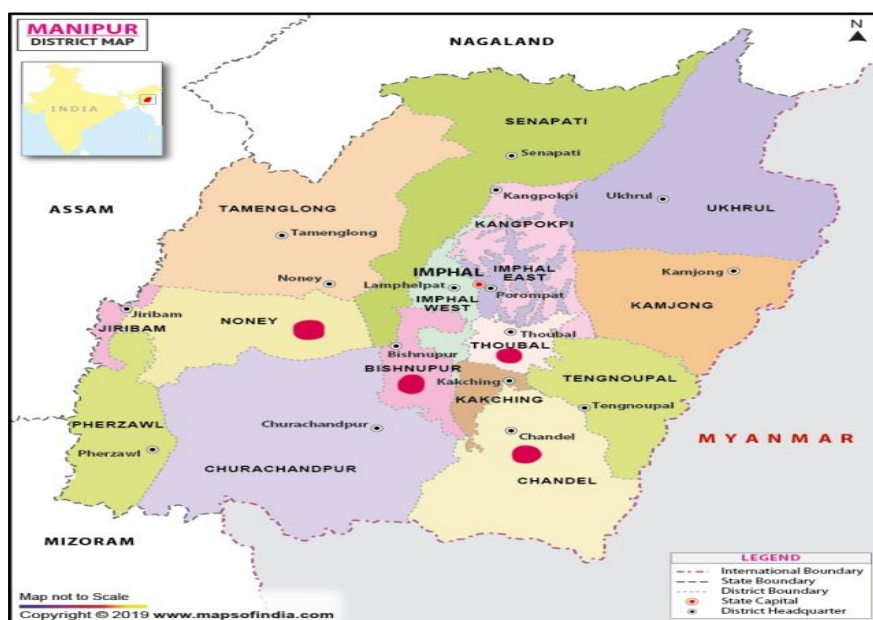 MANIPUR
DISTRICT MAP
N
NAGALAND
INDIA
SENAPATI
Senapati
ASSAM
TAMENGLONG
Tamenglong
Kangpokpi
KANGPOKPI
Ukhrul
UKHRUL
Noney
IMPHAL
Lamphelpat
IMPHAL
WEST
IMPHAL
EAST
Porompat
Kamjong
KAMJONG
Jiribam
JIRIBAM
NONEY
Bishnupur
BISHNUPUR
Thoubal
THOUBAL
Kakching
KAKCHING
TENGNOUPAL
Tengnoupal
PHERZAWL
Pherzawl
Churachandpur
CHURACHANDPUR
Chandel
CHANDEL
MYANMAR
MIZORAM
LEGEND
International Boundary
State Boundary
District Boundary
State Capital
District Headquarter
Map not to Scale
Copyright © 2019 www.mapsofindia.com